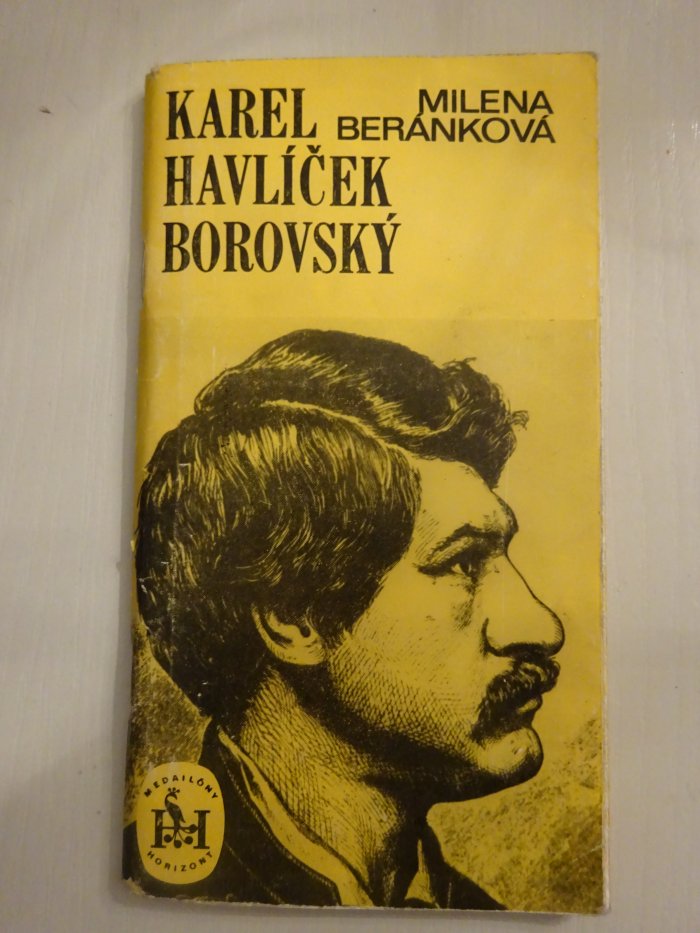 KAREL
HAVLÍČEK
BOROVSKÝ
MILENA
BERÁNKOVÁ
MEDAILÓNY
H
HORIZONT